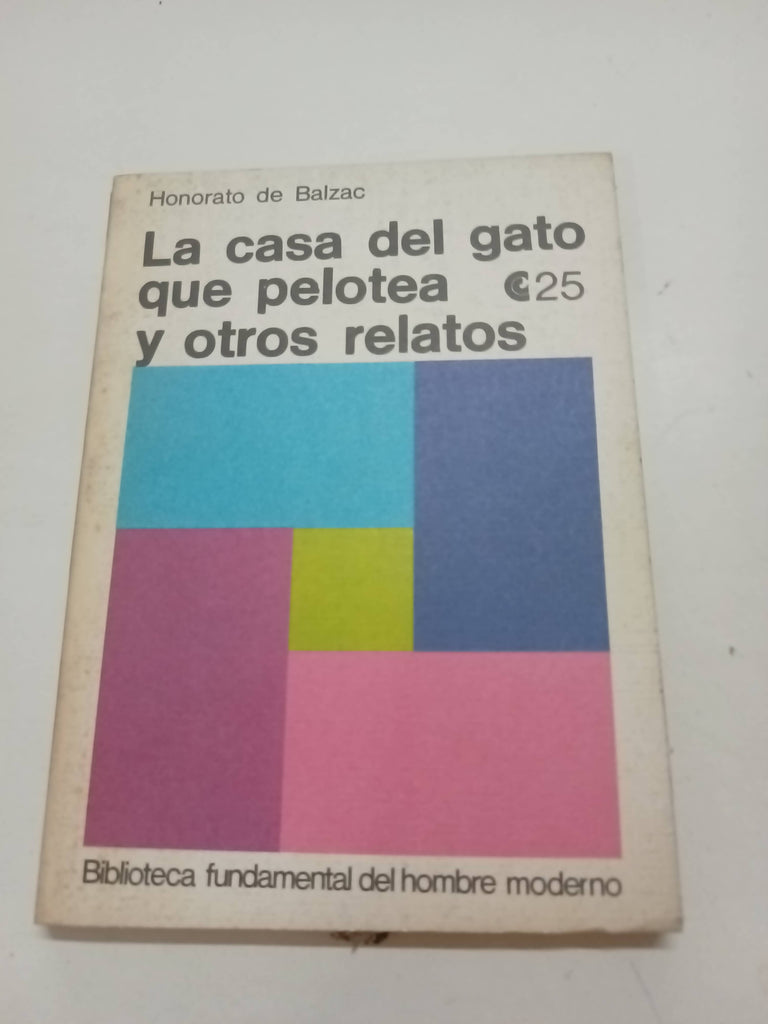 Honorato de Balzac
La casa del gato
que pelotea 25
y otros relatos
Biblioteca fundamental del hombre moderno